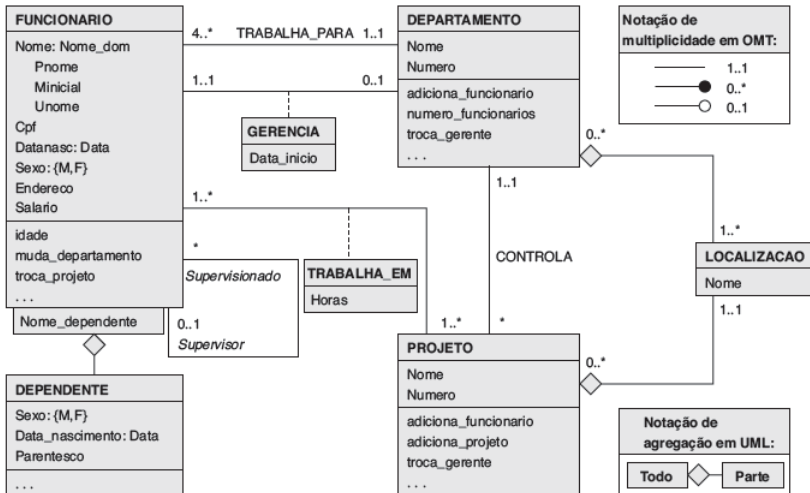 FUNCIONARIO
Nome: Nome_dom
Pnome
Minicial
Unome
Cpf
Datanasc: Data
Sexo: {M,F}
Endereco
Salario
idade
muda_departamento
troca_projeto
. . .
Nome_dependente
DEPENDENTE
Sexo: {M,F}
Data_nascimento: Data
Parentesco
. . .
4..* TRABALHA_PARA 1..1
1..1 0..1
GERENCIA
Data_inicio
1..*
*
Supervisionado
0..1
Supervisor
TRABALHA_EM
Horas
1..*
DEPARTAMENTO
Nome
Numero
adiciona_funcionario
numero_funcionarios
troca_gerente
. . .
0..*
1..1
CONTROLA
*
1..*
LOCALIZACAO
Nome
1..1
PROJETO
Nome
Numero
adiciona_funcionario
adiciona_projeto
troca_gerente
. . .
0..*
Notação de
multiplicidade em OMT:
1..1
0..*
0..1
Notação de
agregação em UML:
Todo Parte